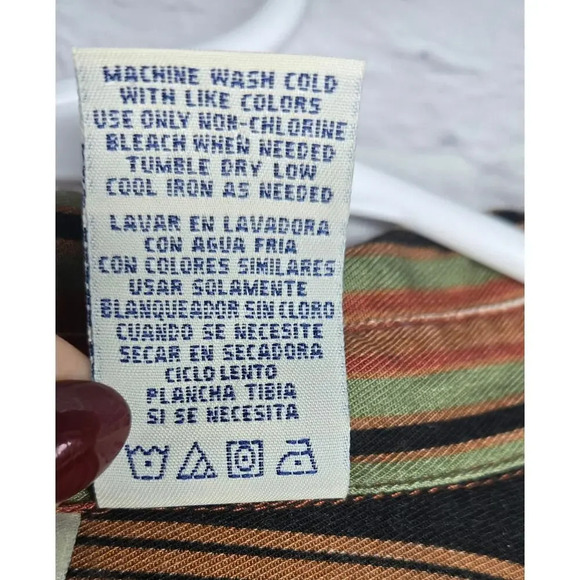 MACHINE WASH COLD
WITH LIKE COLORS
USE ONLY NON-CHLORINE
BLEACH WHEN NEEDED
TUMBLE DRY LOW
COOL IRON AS NEEDED
LAVAR EN LAVADORA
CON AGUA FRIA
CON COLORES SIMILARES
USAR SOLAMENTE
BLANQUEADOR SIN CLORO
CUANDO SE NECESITE
SECAR EN SECADORA
CICLO LENTO
PLANCHA TIBIA
SI SE NECESITA